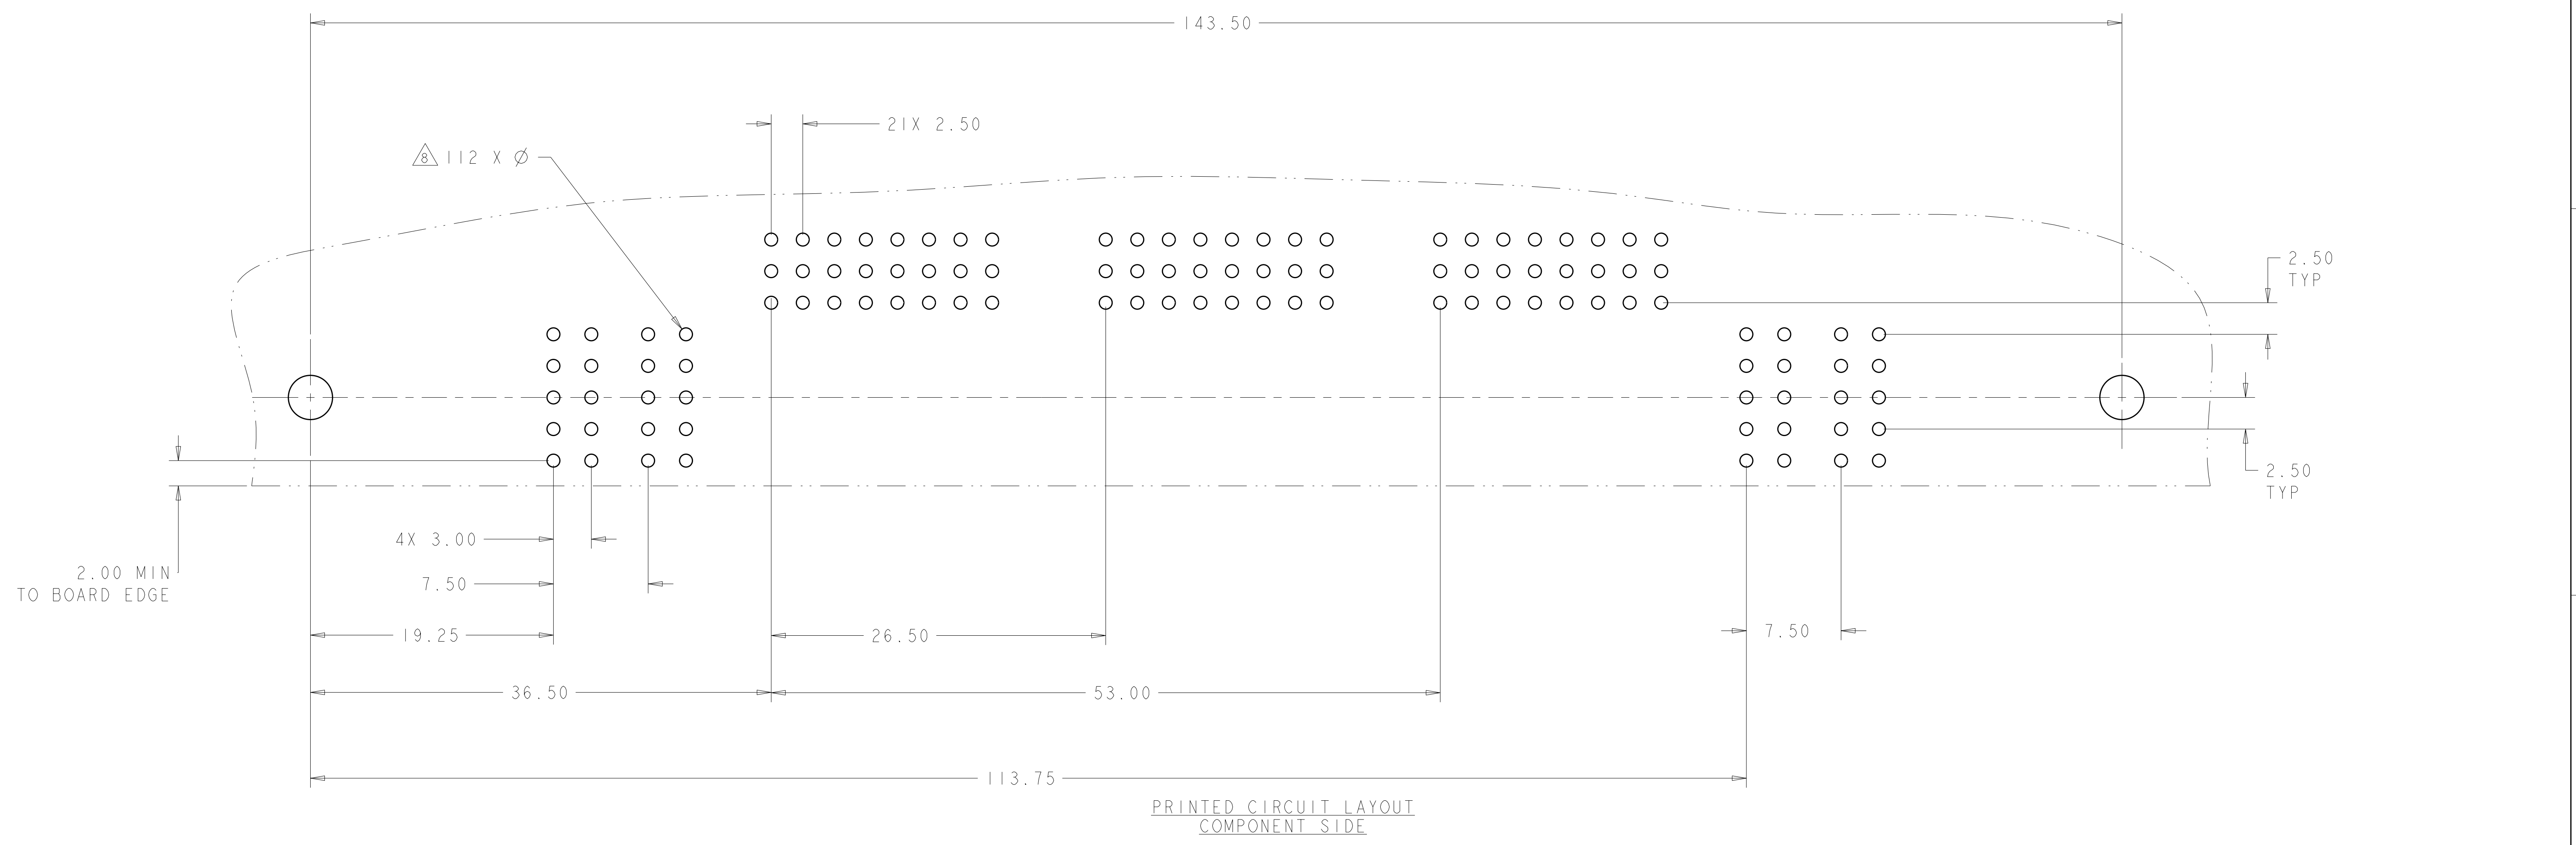 143.50
21X 2.50
8 112 X Ø
2.50
TYP
2.50
TYP
4X 3.00
2.00 MIN
TO BOARD EDGE
7.50
19.25
26.50
7.50
36.50
53.00
113.75
PRINTED CIRCUIT LAYOUT
COMPONENT SIDE